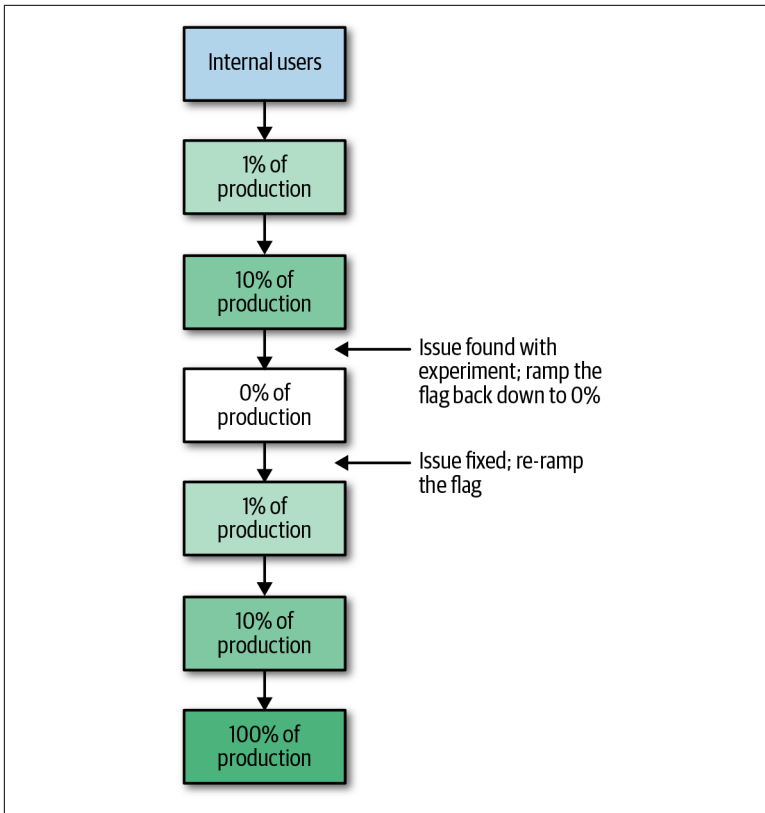 Internal users
1% of
production
10% of
production
Issue found with
experiment; ramp the
flag back down to 0%
0% of
production
Issue fixed; re-ramp
the flag
1% of
production
10% of
production
100% of
production